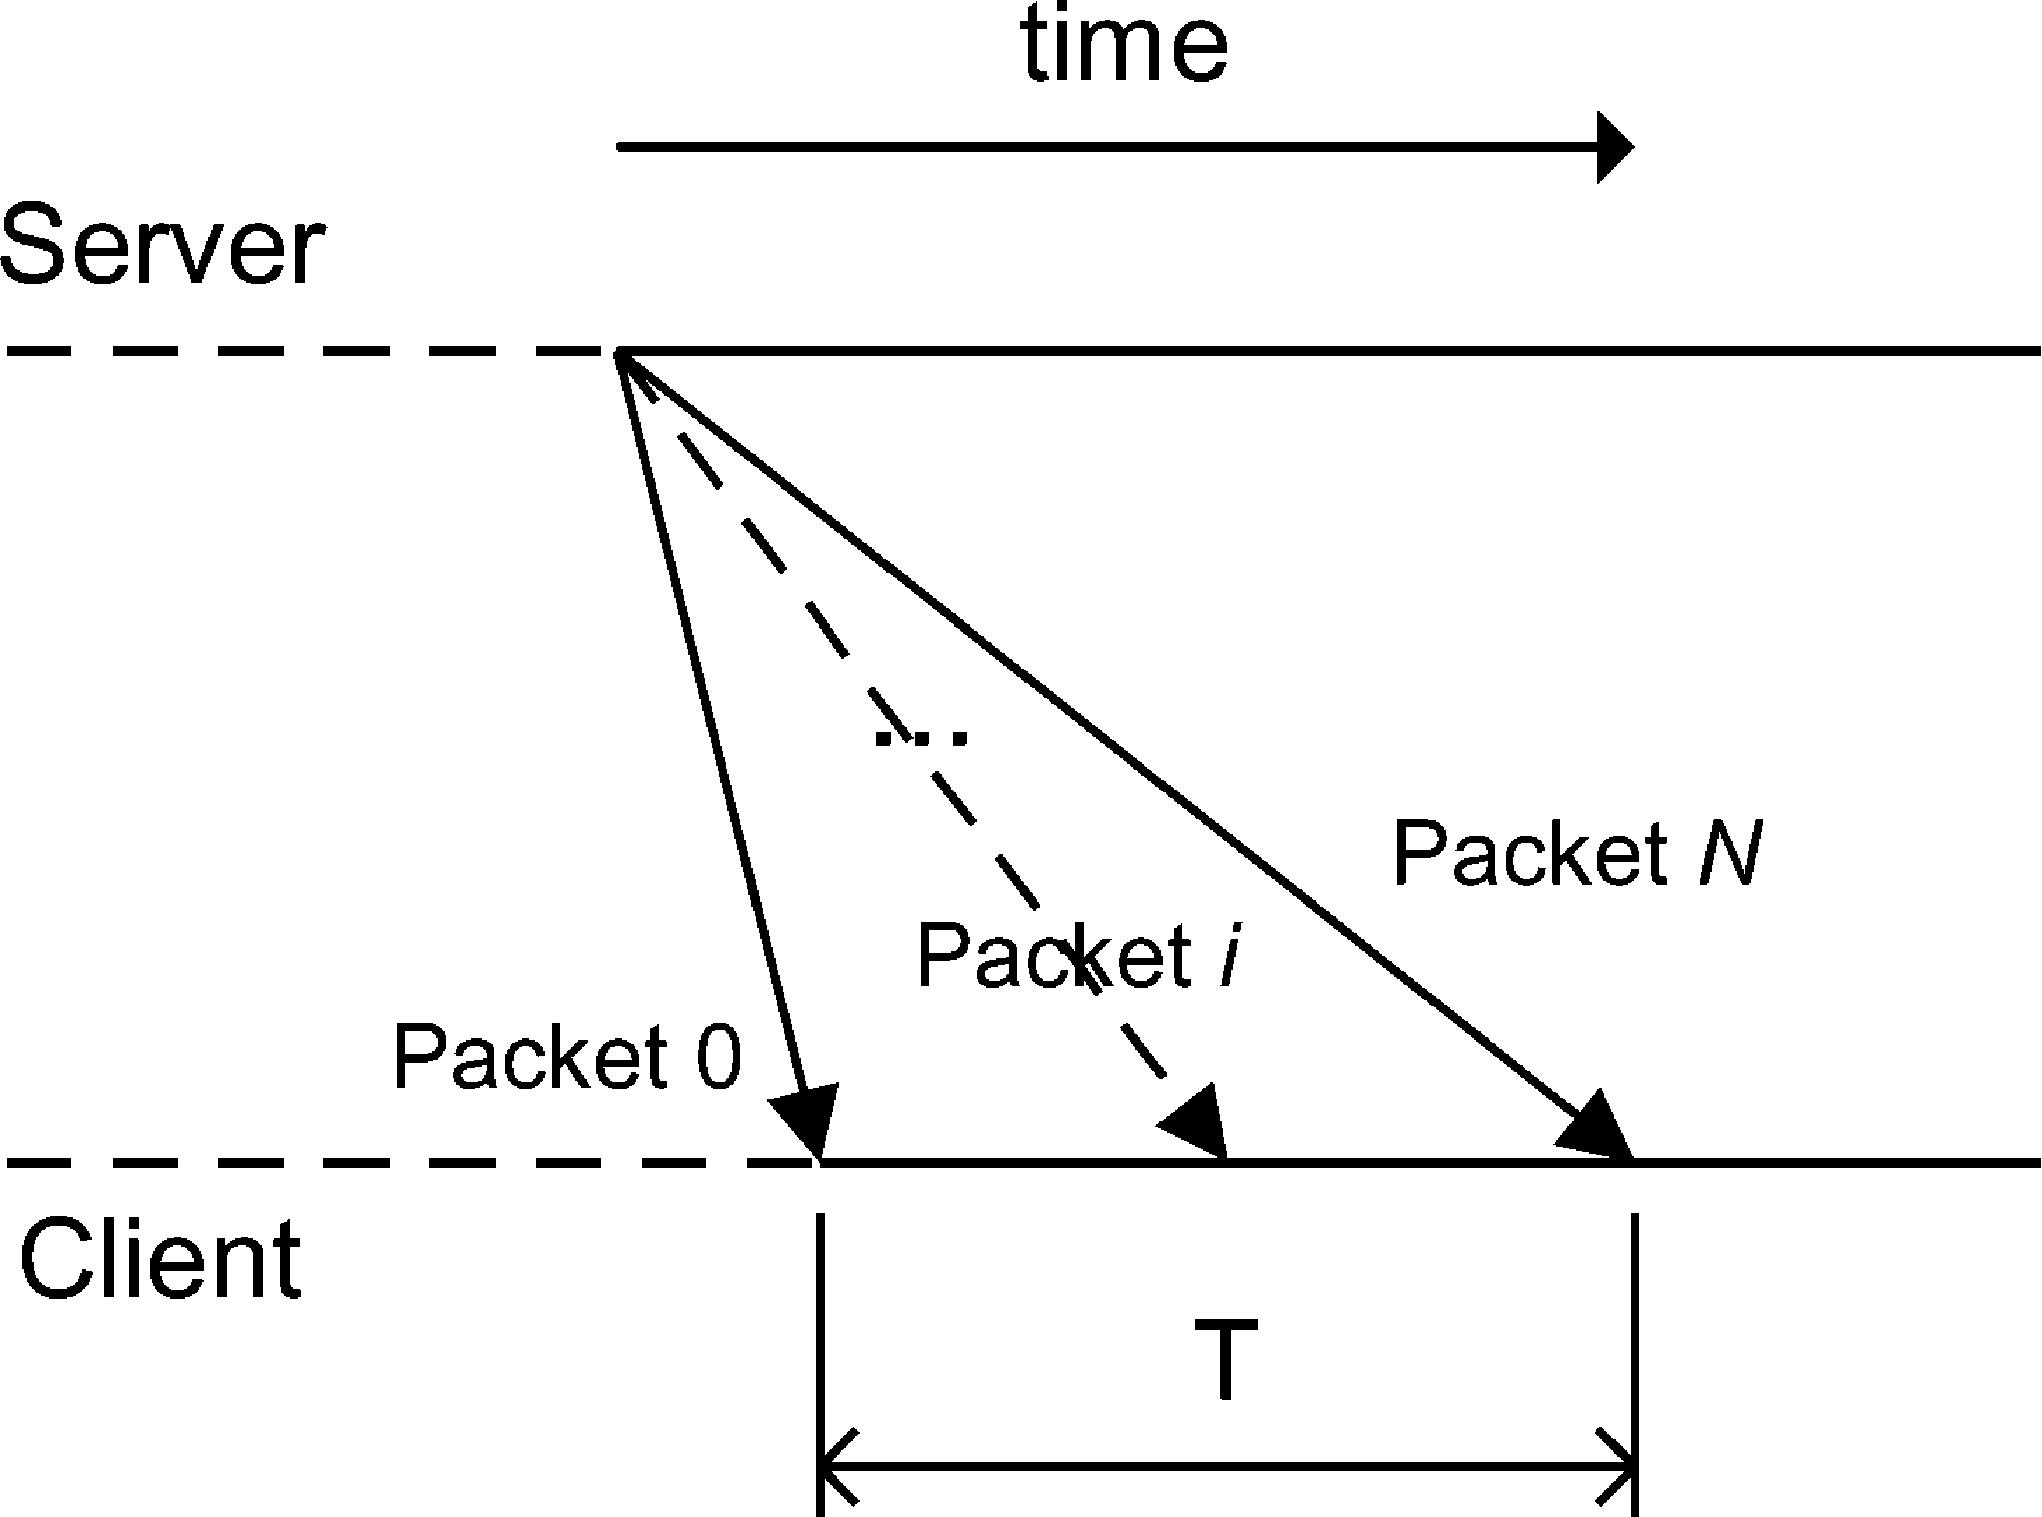 time
Server
...
Packet N
Packet i
Packet 0
Client
T